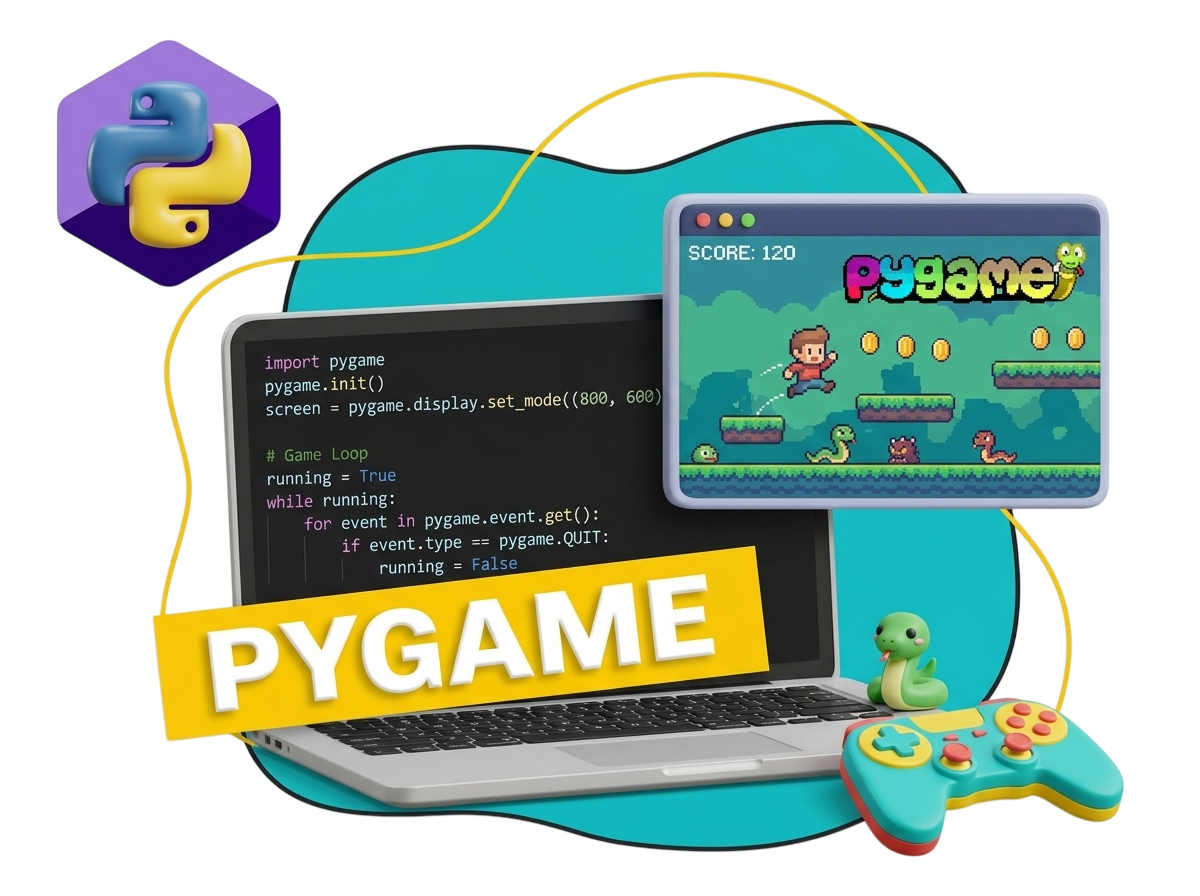 SCORE: 120
pygame
import pygame
pygame.init()
screen = pygame.display.set_mode((800, 600)
# Game Loop
running = True
while running:
    for event in pygame.event.get():
        if event.type == pygame.QUIT:
            running = False
PYGAME